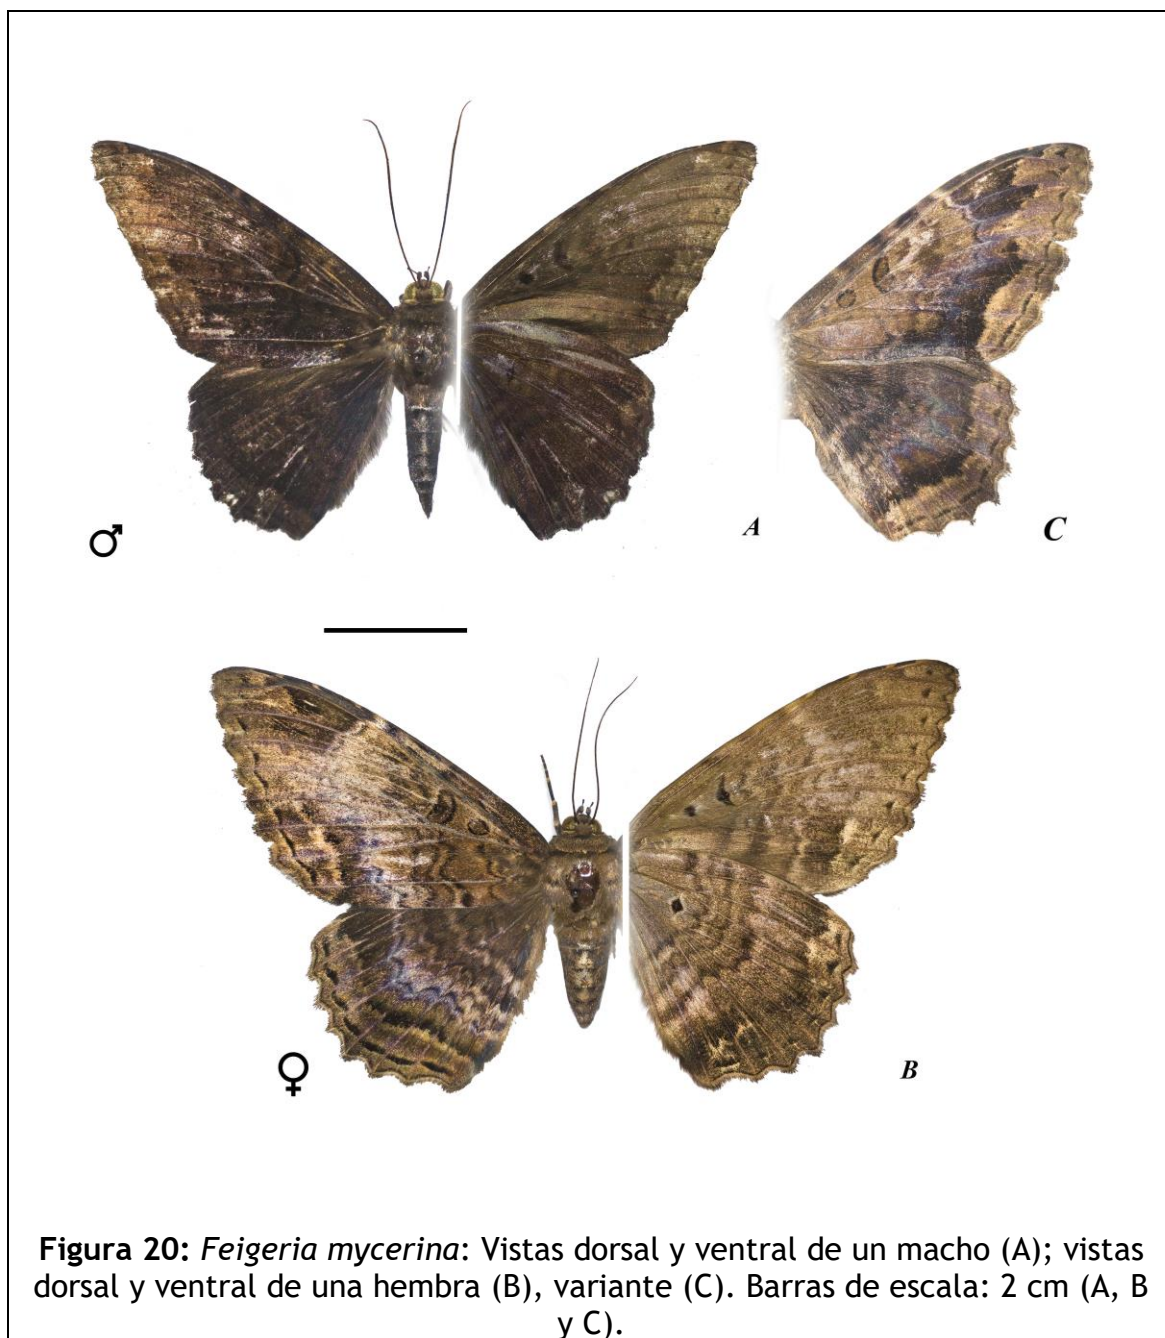 ♂
A
C
♀
B
Figura 20: Feigeria mycerina: Vistas dorsal y ventral de un macho (A); vistas
dorsal y ventral de una hembra (B), variante (C). Barras de escala: 2 cm (A, B
y C).